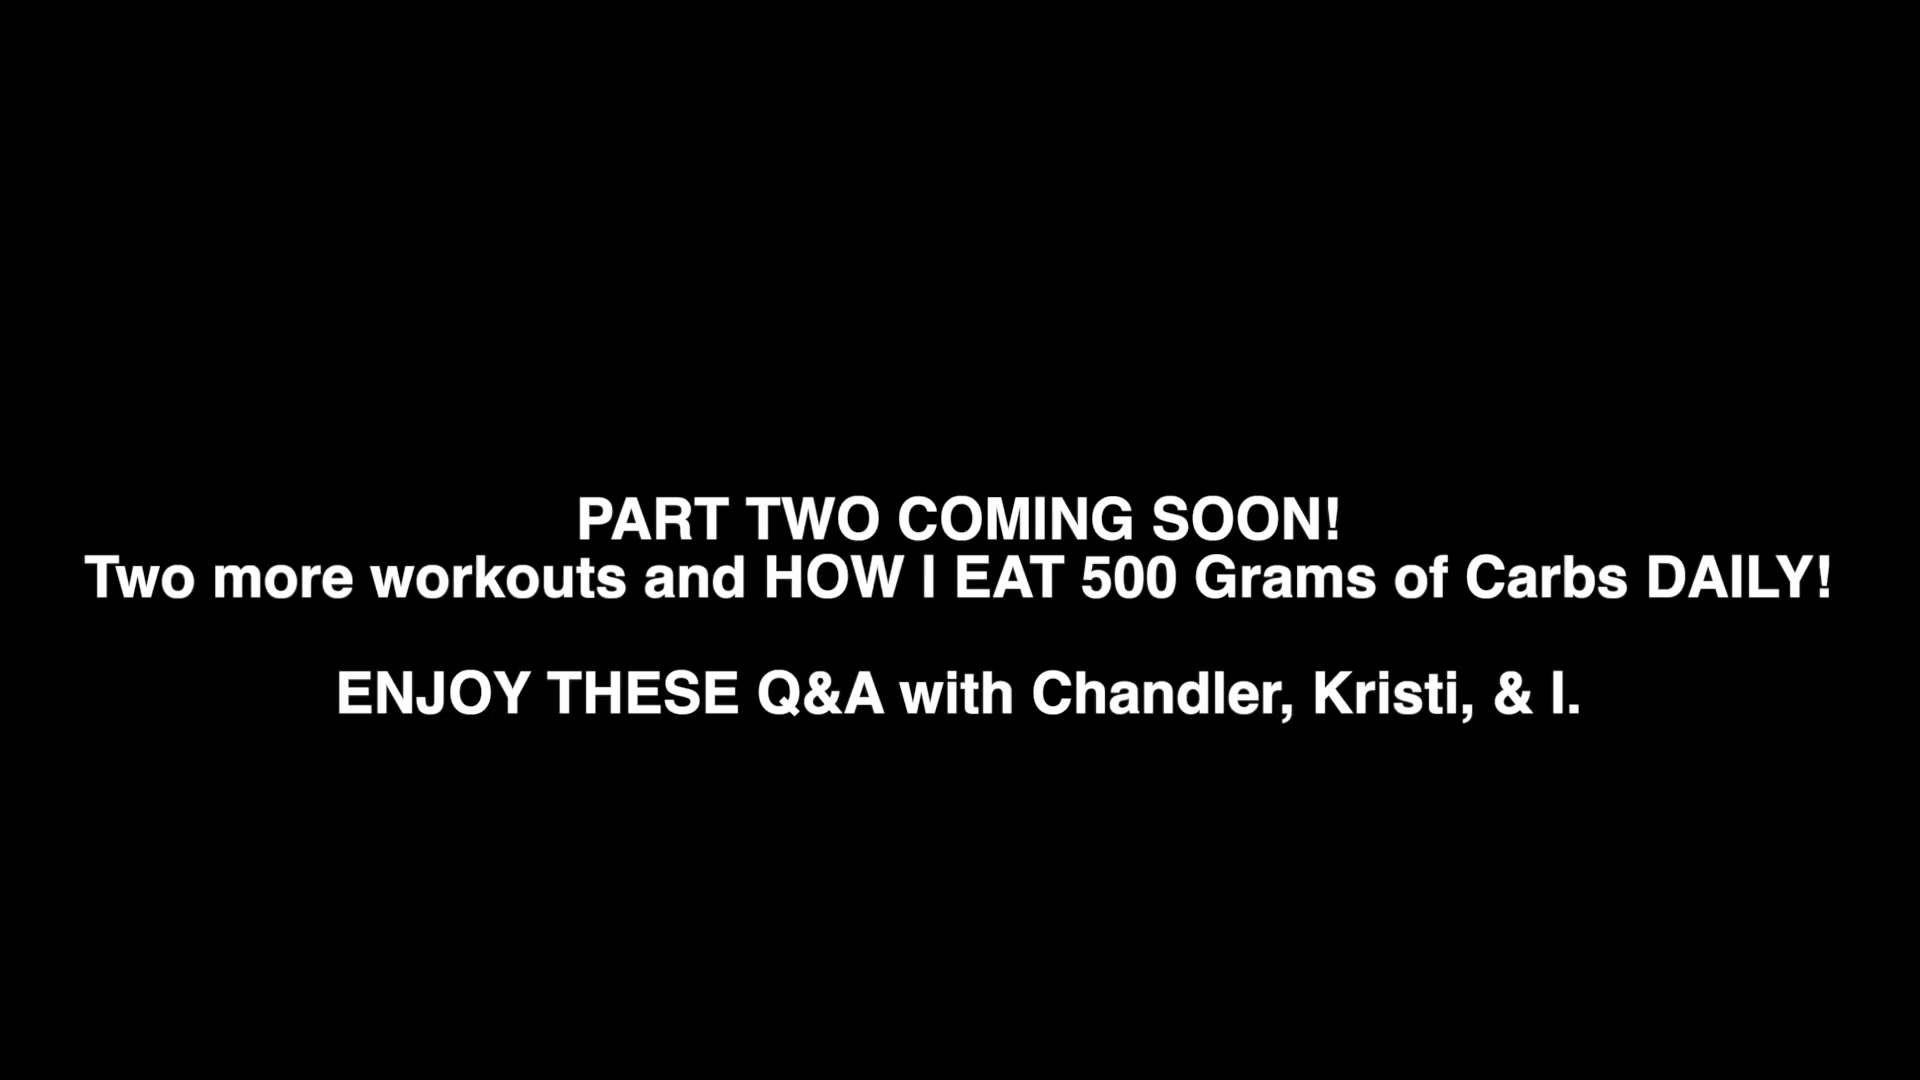 PART TWO COMING SOON!
Two more workouts and HOW I EAT 500 Grams of Carbs DAILY!
ENJOY THESE Q&A with Chandler, Kristi, & I.